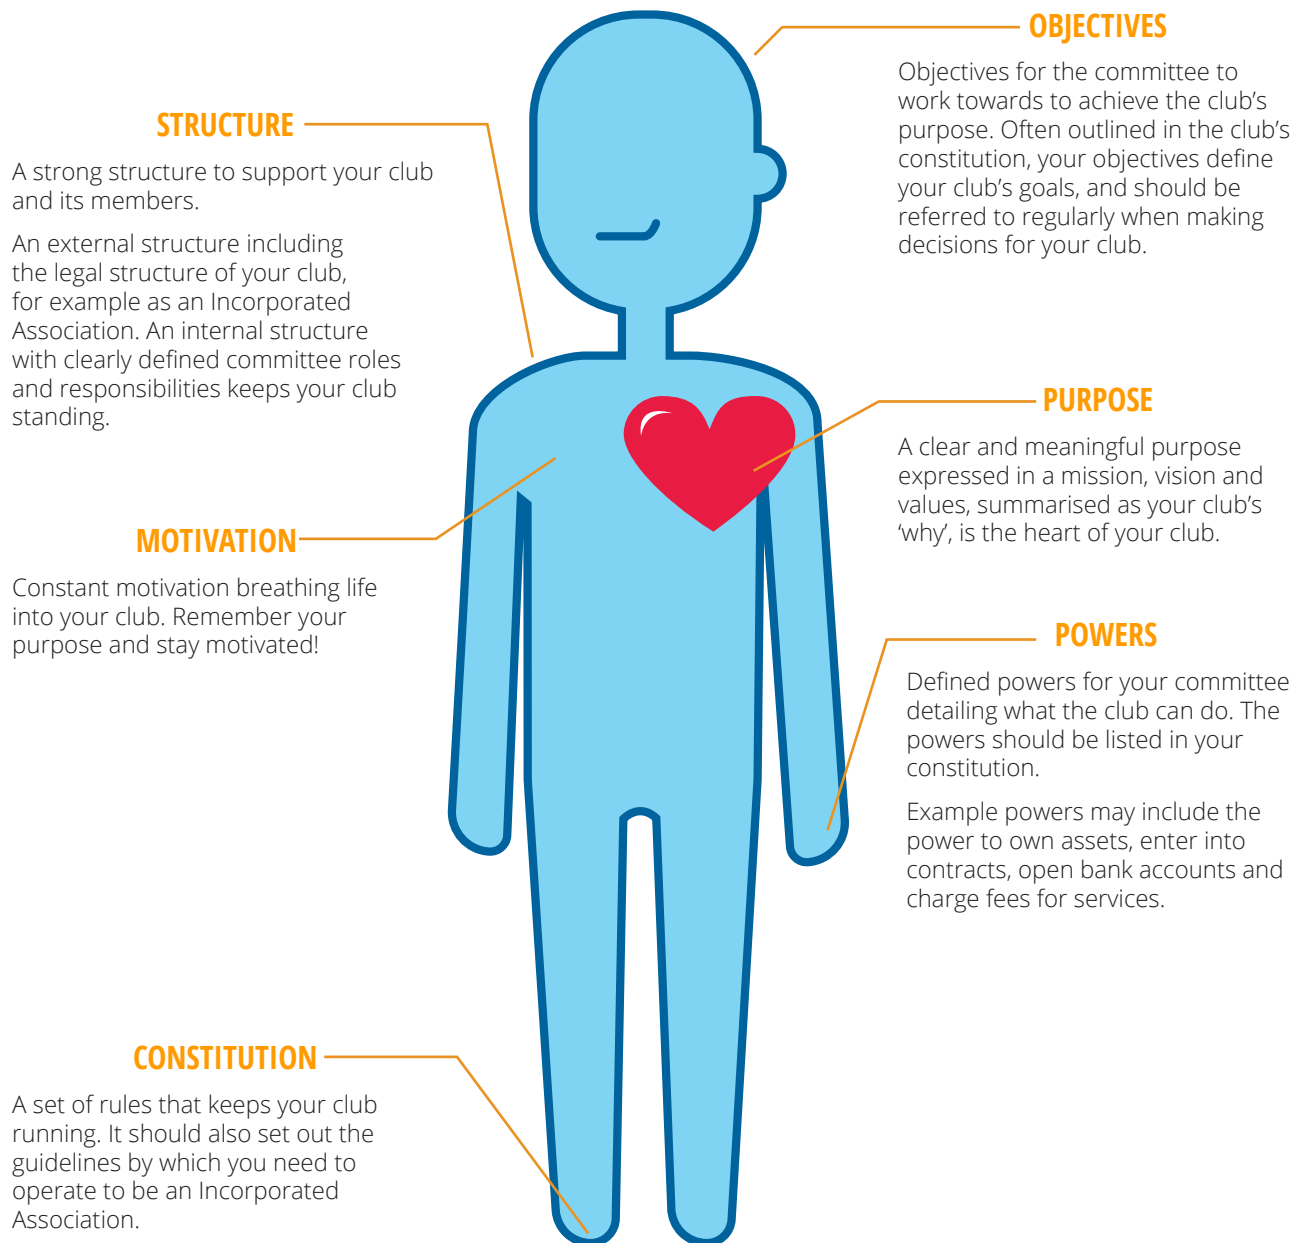 OBJECTIVES
Objectives for the committee to
work towards to achieve the club’s
purpose. Often outlined in the club’s
constitution, your objectives define
your club’s goals, and should be
referred to regularly when making
decisions for your club.
STRUCTURE
A strong structure to support your club
and its members.
An external structure including
the legal structure of your club,
for example as an Incorporated
Association. An internal structure
with clearly defined committee roles
and responsibilities keeps your club
standing.
PURPOSE
A clear and meaningful purpose
expressed in a mission, vision and
values, summarised as your club’s
‘why’, is the heart of your club.
MOTIVATION
Constant motivation breathing life
into your club. Remember your
purpose and stay motivated!
POWERS
Defined powers for your committee
detailing what the club can do. The
powers should be listed in your
constitution.
Example powers may include the
power to own assets, enter into
contracts, open bank accounts and
charge fees for services.
CONSTITUTION
A set of rules that keeps your club
running. It should also set out the
guidelines by which you need to
operate to be an Incorporated
Association.